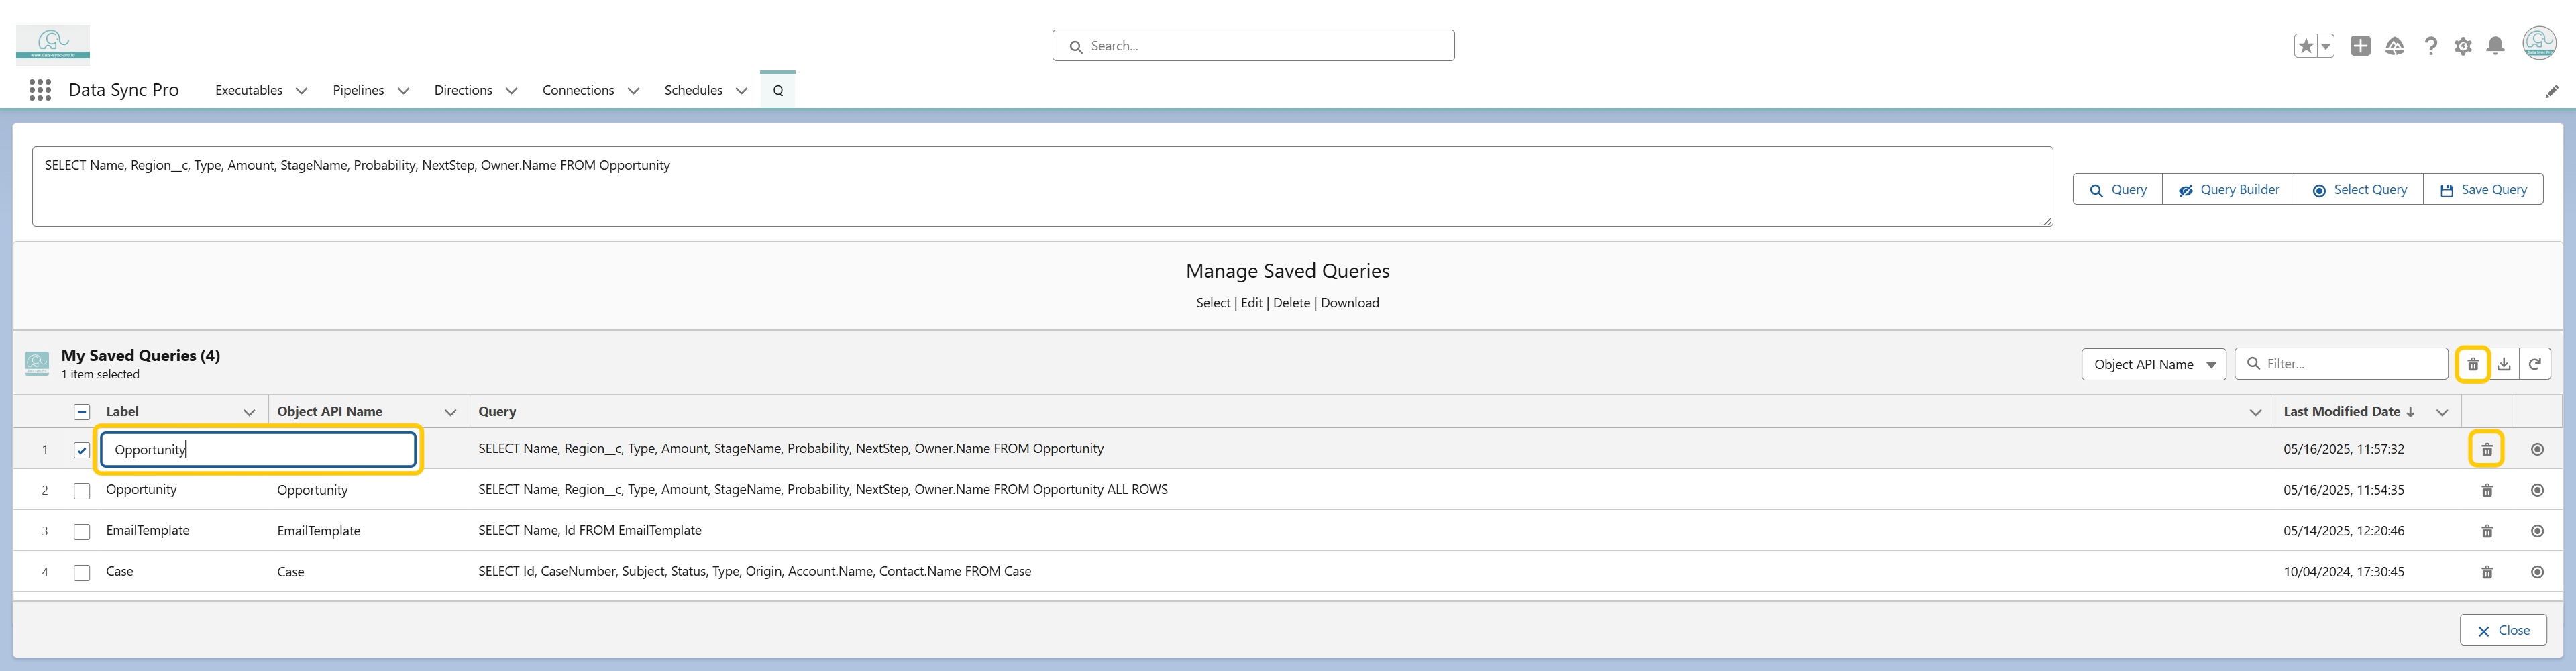 www.data-sync-pro.io
Search...
Data Sync Pro
Executables
Pipelines
Directions
Connections
Schedules
Q
SELECT Name, Region__c, Type, Amount, StageName, Probability, NextStep, Owner.Name FROM Opportunity
Query
Query Builder
Select Query
Save Query
Manage Saved Queries
Select | Edit | Delete | Download
My Saved Queries (4)
1 item selected
Object API Name
Filter...
Label Object API Name Query Last Modified Date
1 Opportunity SELECT Name, Region__c, Type, Amount, StageName, Probability, NextStep, Owner.Name FROM Opportunity 05/16/2025, 11:57:32
2 Opportunity Opportunity SELECT Name, Region__c, Type, Amount, StageName, Probability, NextStep, Owner.Name FROM Opportunity ALL ROWS 05/16/2025, 11:54:35
3 EmailTemplate EmailTemplate SELECT Name, Id FROM EmailTemplate 05/14/2025, 12:20:46
4 Case Case SELECT Id, CaseNumber, Subject, Status, Type, Origin, Account.Name, Contact.Name FROM Case 10/04/2024, 17:30:45
Close